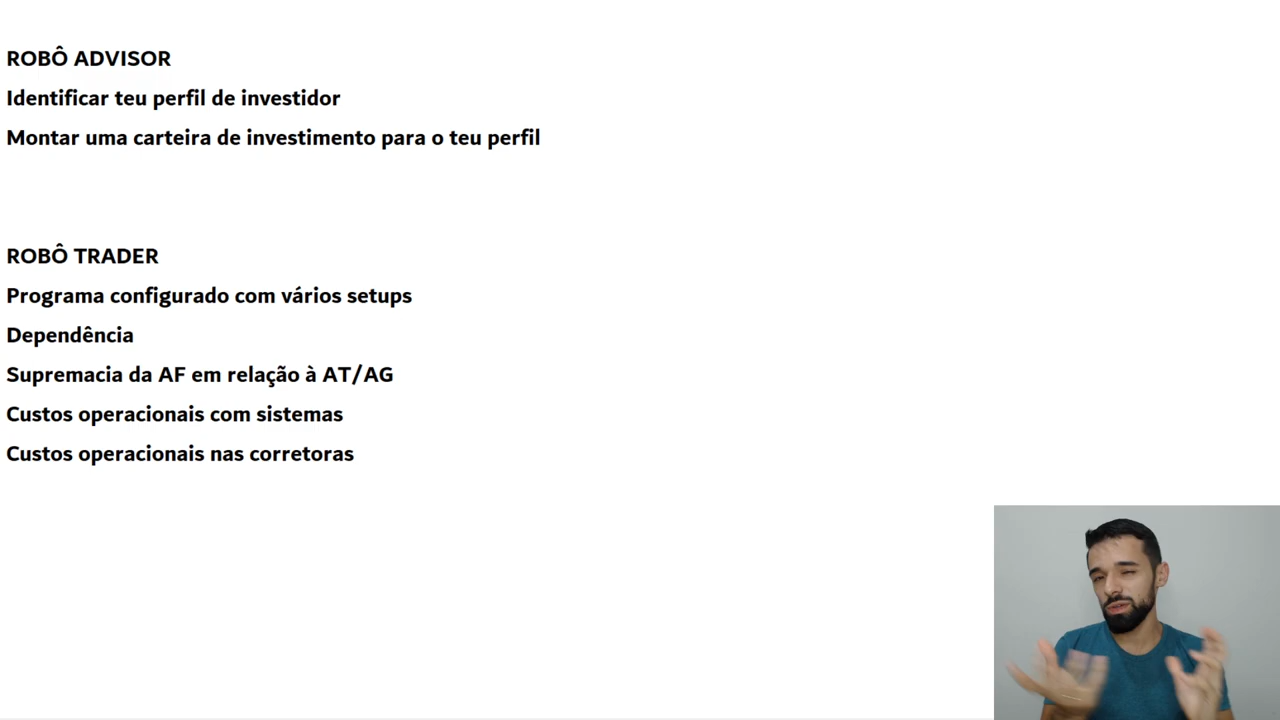 ROBÔ ADVISOR
Identificar teu perfil de investidor
Montar uma carteira de investimento para o teu perfil
ROBÔ TRADER
Programa configurado com vários setups
Dependência
Supremacia da AF em relação à AT/AG
Custos operacionais com sistemas
Custos operacionais nas corretoras